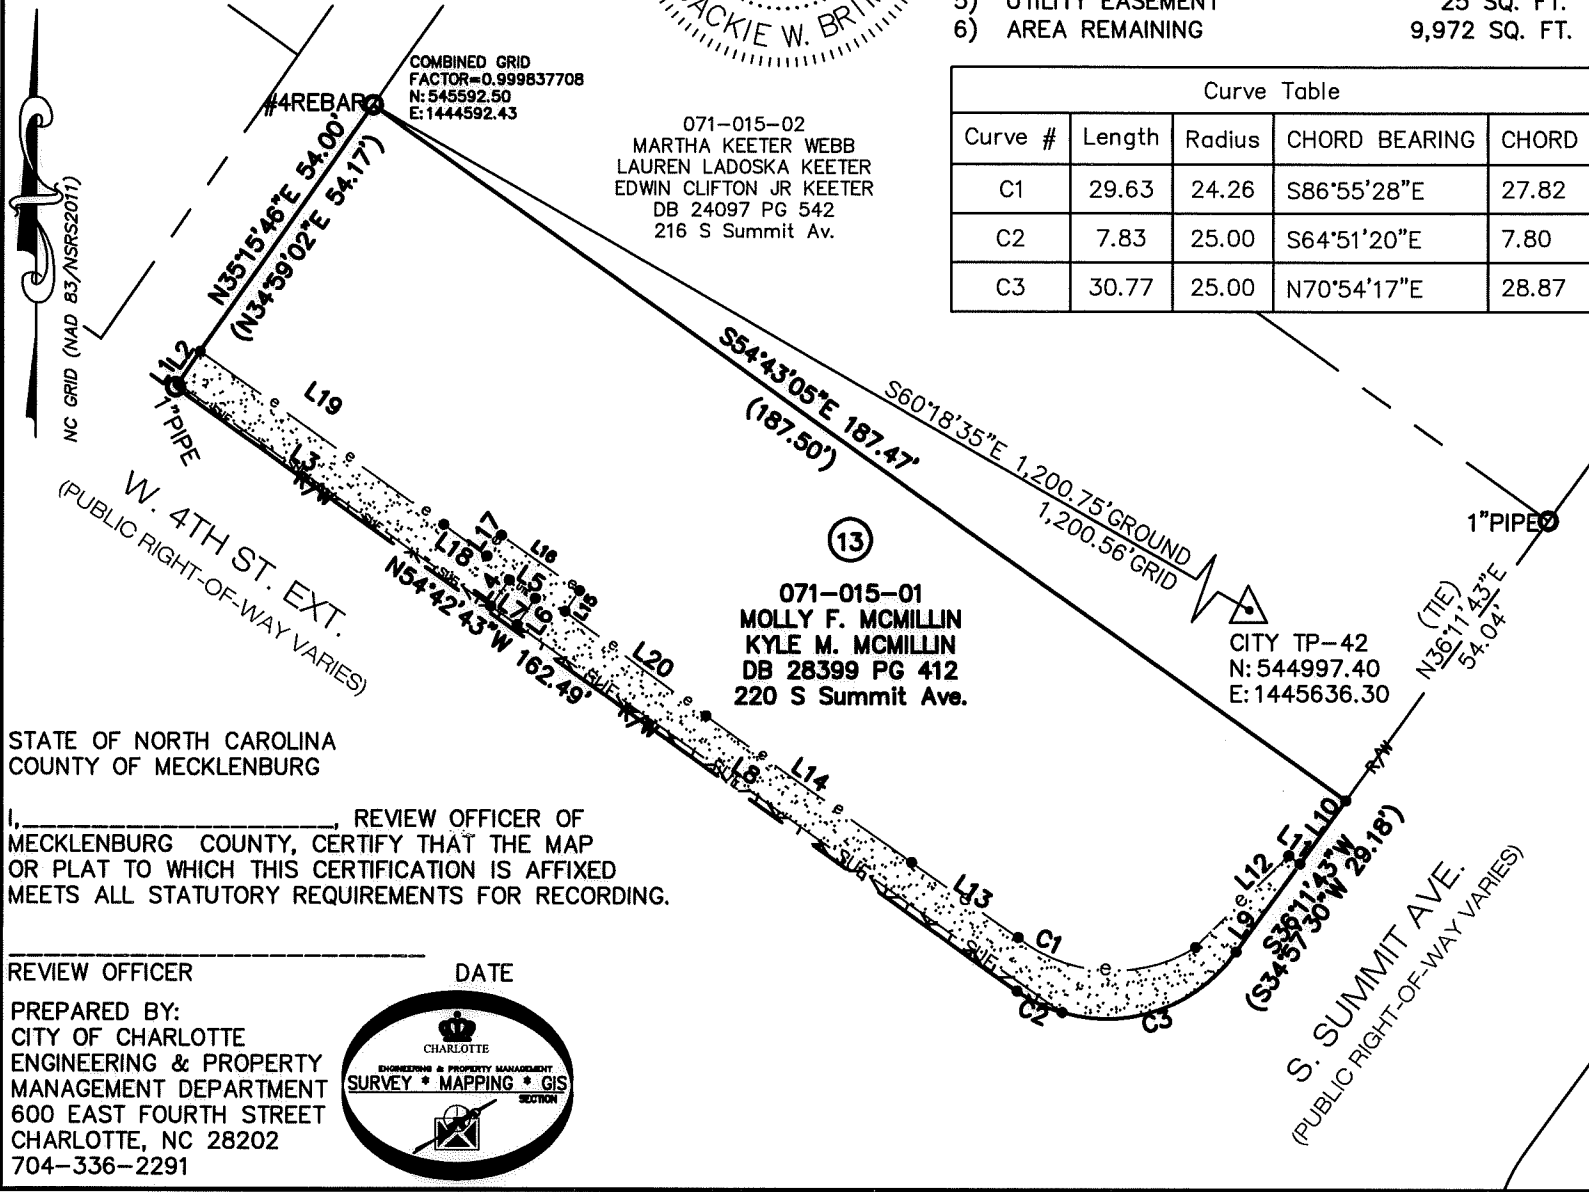 JACKIE W. BRIM
5) UTILITY EASEMENT 25 SQ. FT.
6) AREA REMAINING 9,972 SQ. FT.
Curve Table
Curve # Length Radius CHORD BEARING CHORD
C1 29.63 24.26 S86°55'28"E 27.82
C2 7.83 25.00 S64°51'20"E 7.80
C3 30.77 25.00 N70°54'17"E 28.87
COMBINED GRID
FACTOR=0.999837708
N: 545592.50
E: 1444592.43
#4REBAR
071-015-02
MARTHA KEETER WEBB
LAUREN LADOSKA KEETER
EDWIN CLIFTON JR KEETER
DB 24097 PG 542
216 S Summit Av.
NC GRID (NAD 83/NSRS2011)
N35°15'46"E 54.00'
(N34°59'02"E 54.17')
S54°43'05"E 187.47'
(187.50')
S60°18'35"E 1,200.75'GROUND
1,200.56'GRID
L1
L2
1"PIPE
L19
L3
R/W
SUE
L17
L16
L18
L4
L5
L15
L7
L6
N54°42'43"W 162.49'
SUE
R/W
L20
W. 4TH ST. EXT.
(PUBLIC RIGHT-OF-WAY VARIES)
13
071-015-01
MOLLY F. MCMILLIN
KYLE M. MCMILLIN
DB 28399 PG 412
220 S Summit Ave.
1"PIPE
(TIE)
N36°11'43"E
54.04'
CITY TP-42
N: 544997.40
E: 1445636.30
R/W
L8
SUE
L14
SUE
L13
SUE
C1
C2
C3
L9
L12
L11
L10
S36°11'43"W
(S34°57'30"W 29.18')
S. SUMMIT AVE.
(PUBLIC RIGHT-OF-WAY VARIES)
STATE OF NORTH CAROLINA
COUNTY OF MECKLENBURG
I,____________________, REVIEW OFFICER OF
MECKLENBURG COUNTY, CERTIFY THAT THE MAP
OR PLAT TO WHICH THIS CERTIFICATION IS AFFIXED
MEETS ALL STATUTORY REQUIREMENTS FOR RECORDING.
REVIEW OFFICER DATE
PREPARED BY:
CITY OF CHARLOTTE
ENGINEERING & PROPERTY
MANAGEMENT DEPARTMENT
600 EAST FOURTH STREET
CHARLOTTE, NC 28202
704-336-2291
CHARLOTTE
ENGINEERING & PROPERTY MANAGEMENT
SURVEY * MAPPING * GIS
SECTION